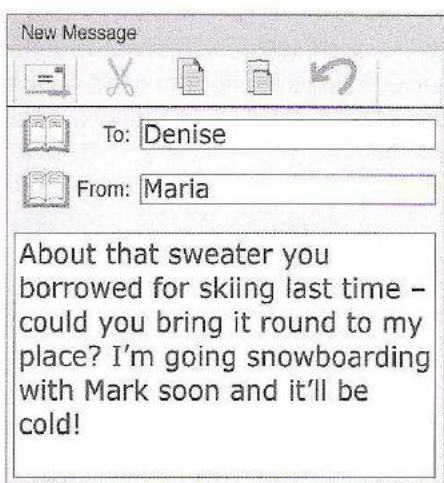 New Message
To: Denise
From: Maria
About that sweater you
borrowed for skiing last time –
could you bring it round to my
place? I'm going snowboarding
with Mark soon and it'll be
cold!